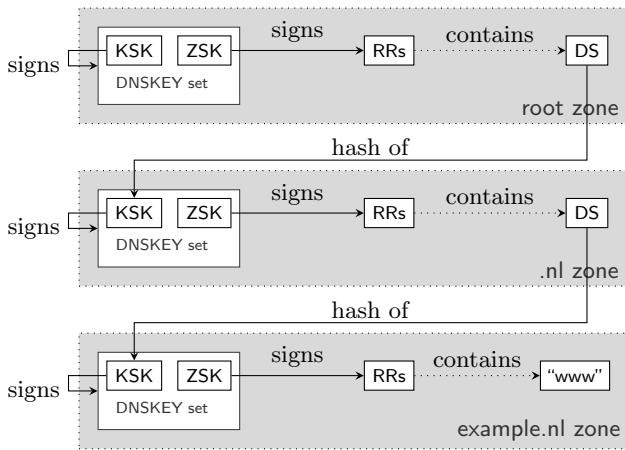 KSK ZSK signs RRs contains DS
signs
DNSKEY set
root zone
hash of
KSK ZSK signs RRs contains DS
signs
DNSKEY set
.nl zone
hash of
KSK ZSK signs RRs contains “www”
signs
DNSKEY set
example.nl zone